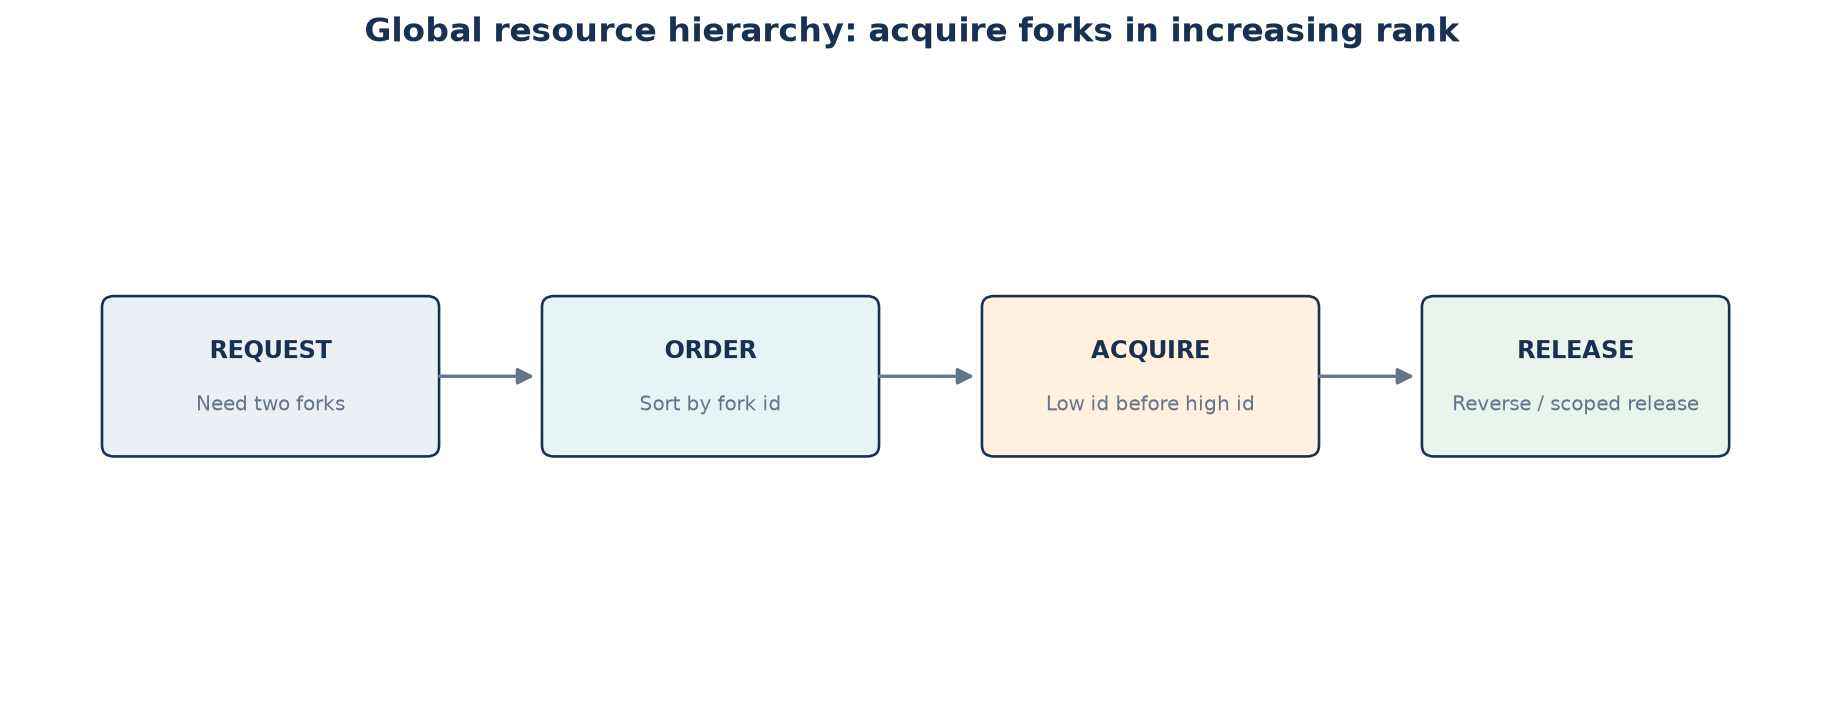 Global resource hierarchy: acquire forks in increasing rank
REQUEST
Need two forks
ORDER
Sort by fork id
ACQUIRE
Low id before high id
RELEASE
Reverse / scoped release